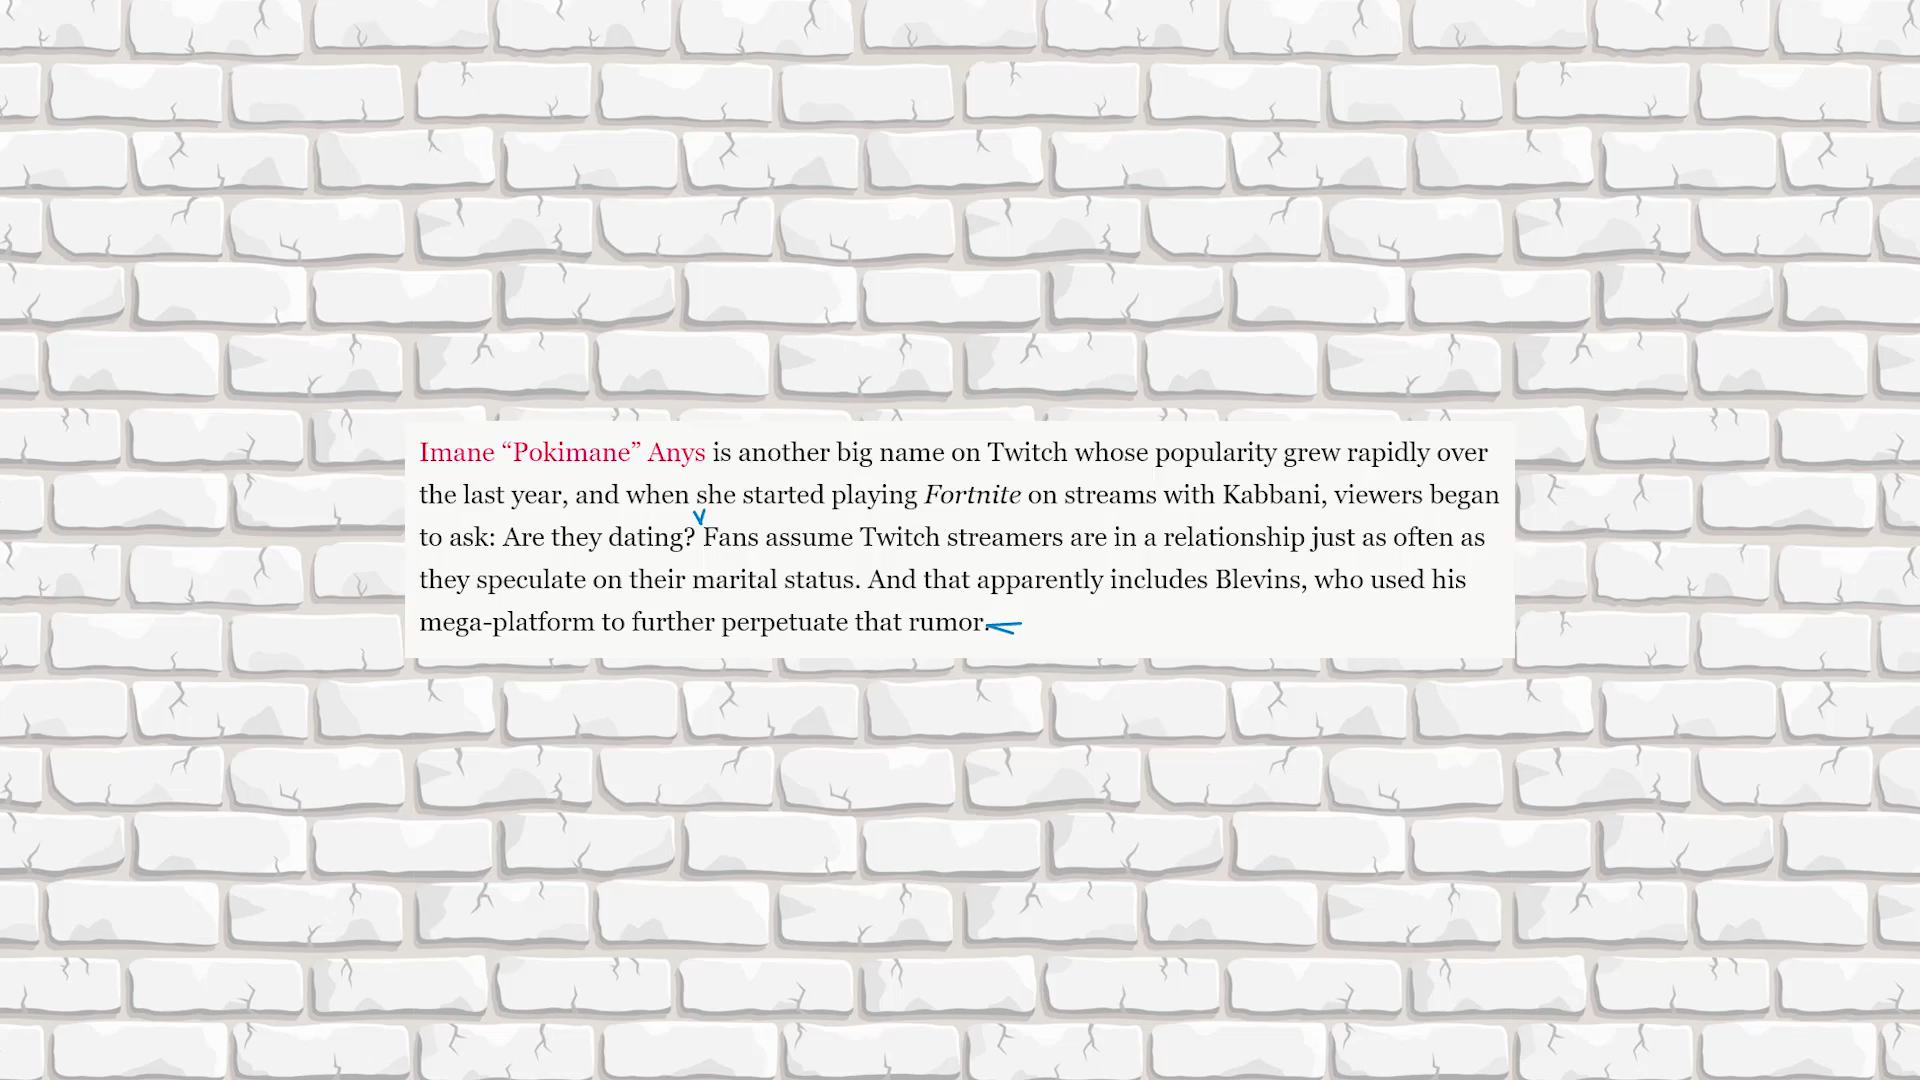 Imane “Pokimane” Anys is another big name on Twitch whose popularity grew rapidly over
the last year, and when she started playing Fortnite on streams with Kabbani, viewers began
to ask: Are they dating? Fans assume Twitch streamers are in a relationship just as often as
they speculate on their marital status. And that apparently includes Blevins, who used his
mega-platform to further perpetuate that rumor.